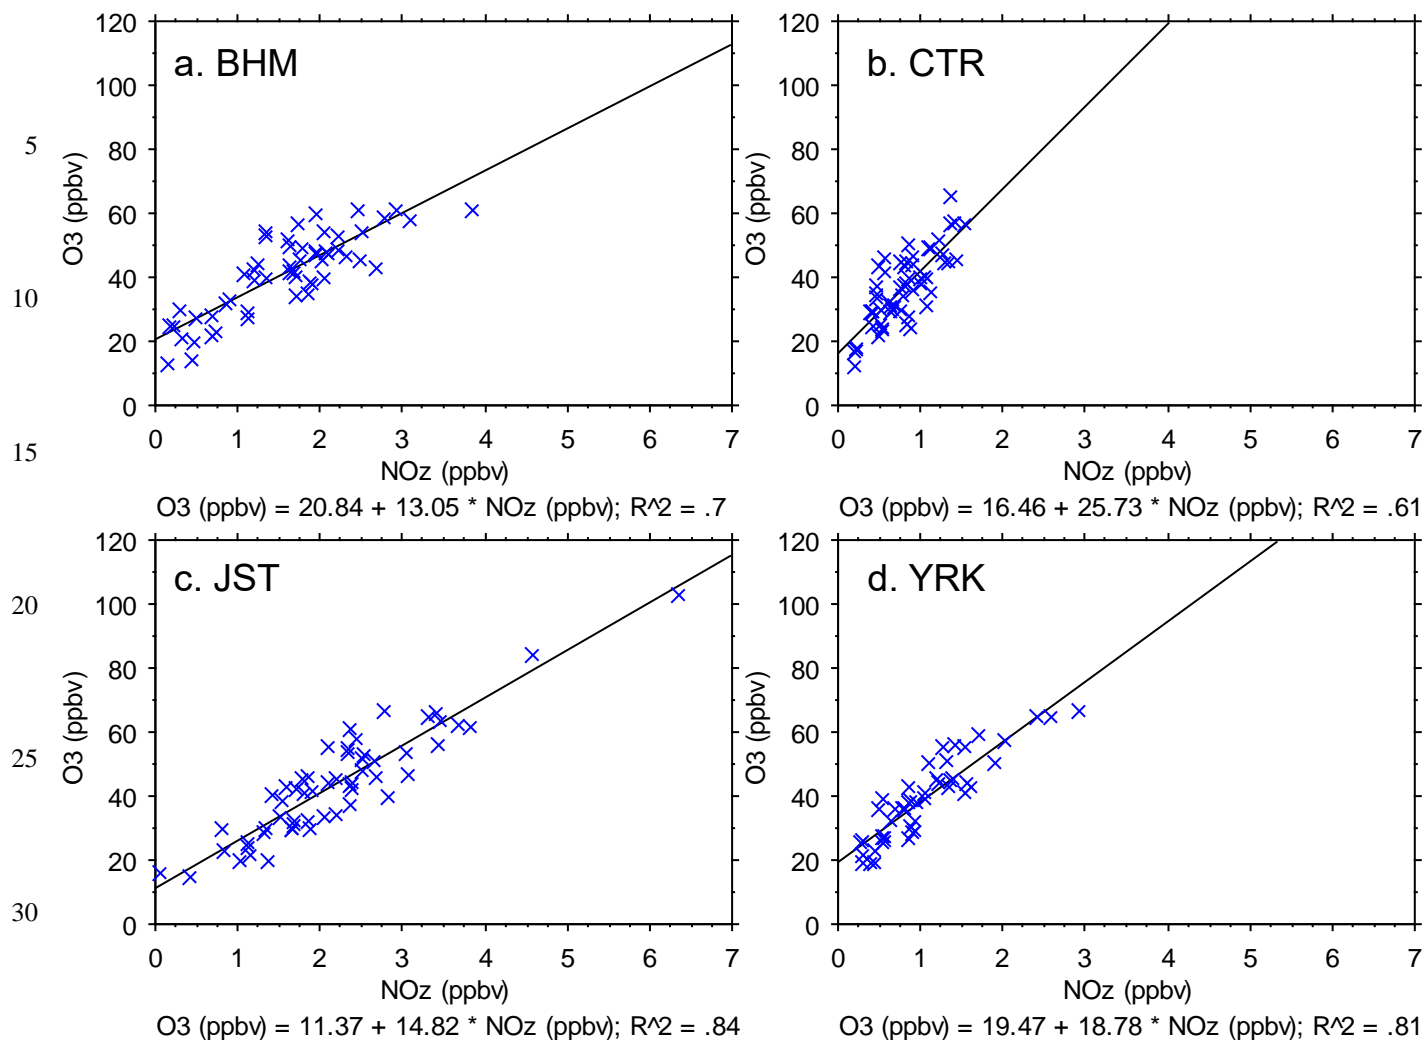 a. BHM
b. CTR
120
100
80
60
40
20
0
O3 (ppbv)
0 1 2 3 4 5 6 7
NOz (ppbv)
O3 (ppbv) = 20.84 + 13.05 * NOz (ppbv); R^2 = .7
120
100
80
60
40
20
0
O3 (ppbv)
0 1 2 3 4 5 6 7
NOz (ppbv)
O3 (ppbv) = 16.46 + 25.73 * NOz (ppbv); R^2 = .61
c. JST
120
100
80
60
40
20
0
O3 (ppbv)
0 1 2 3 4 5 6 7
NOz (ppbv)
O3 (ppbv) = 11.37 + 14.82 * NOz (ppbv); R^2 = .84
d. YRK
120
100
80
60
40
20
0
O3 (ppbv)
0 1 2 3 4 5 6 7
NOz (ppbv)
O3 (ppbv) = 19.47 + 18.78 * NOz (ppbv); R^2 = .81
5
10
15
20
25
30